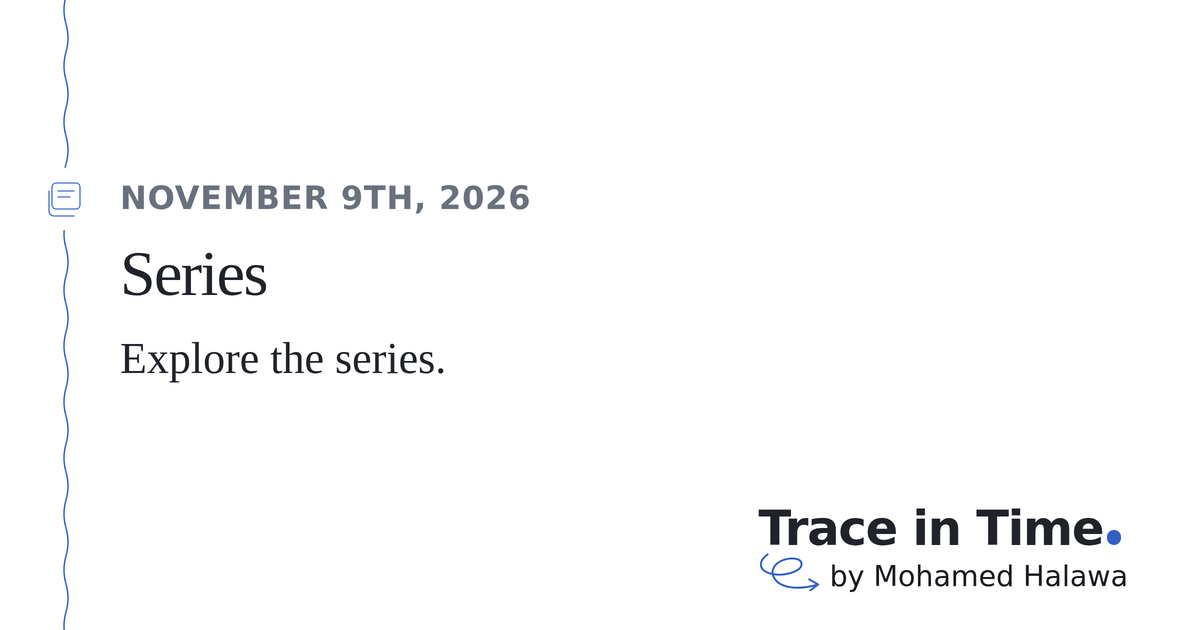 NOVEMBER 9TH, 2026
Series
Explore the series.
Trace in Time.
by Mohamed Halawa